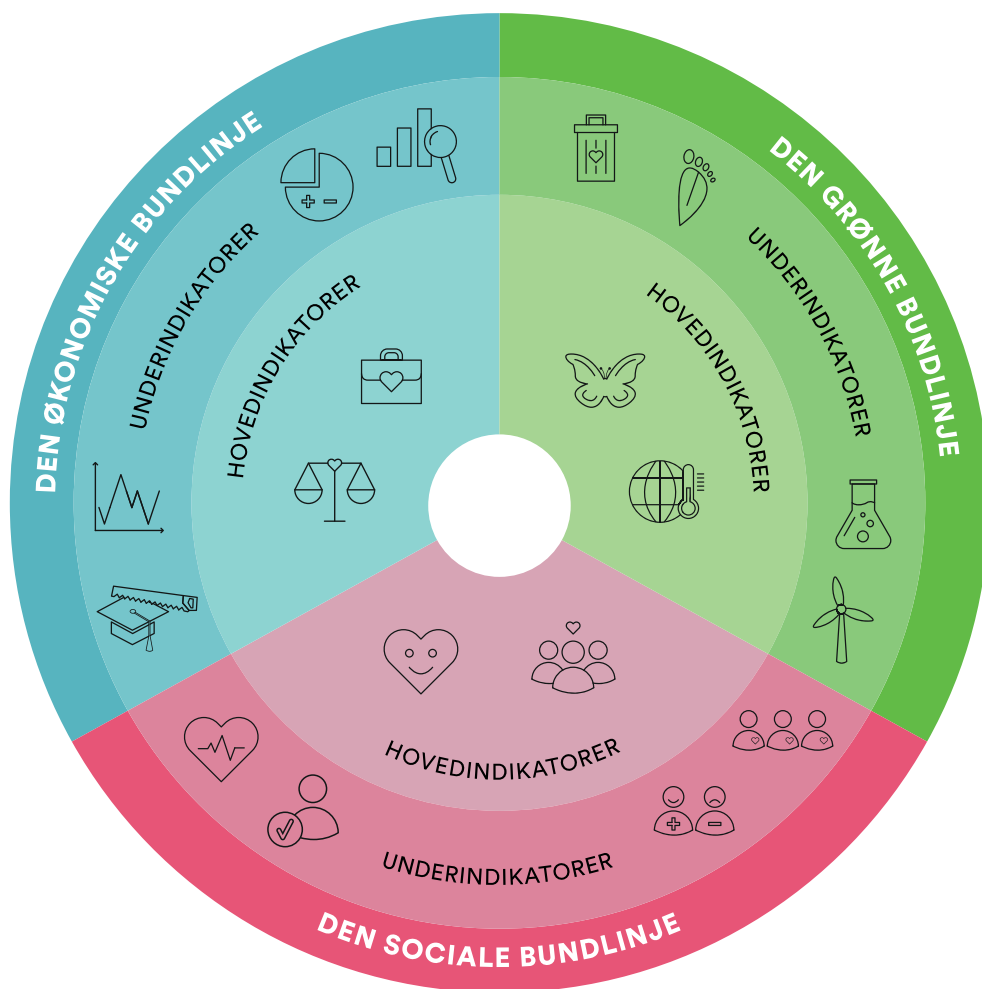 DEN ØKONOMISKE BUNDLINJE
UNDERINDIKATORER
HOVEDINDIKATORER
DEN GRØNNE BUNDLINJE
UNDERINDIKATORER
HOVEDINDIKATORER
HOVEDINDIKATORER
UNDERINDIKATORER
DEN SOCIALE BUNDLINJE